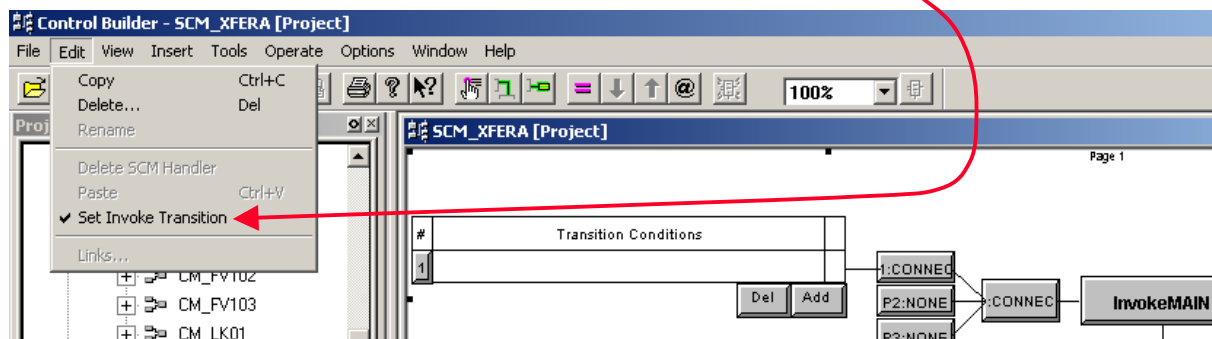 Control Builder - SCM_XFERA [Project]
File Edit View Insert Tools Operate Options Window Help
Copy Ctrl+C
Delete... Del
Rename
Delete SCM Handler
Paste Ctrl+V
✓ Set Invoke Transition
Links...
100%
Proj
SCM_XFERA [Project]
Page 1
# Transition Conditions
1
Del Add
1:CONNEC
P2:NONE
P3:NONE
:CONNEC
InvokeMAIN
CM_FV102
CM_FV103
CM_LK01